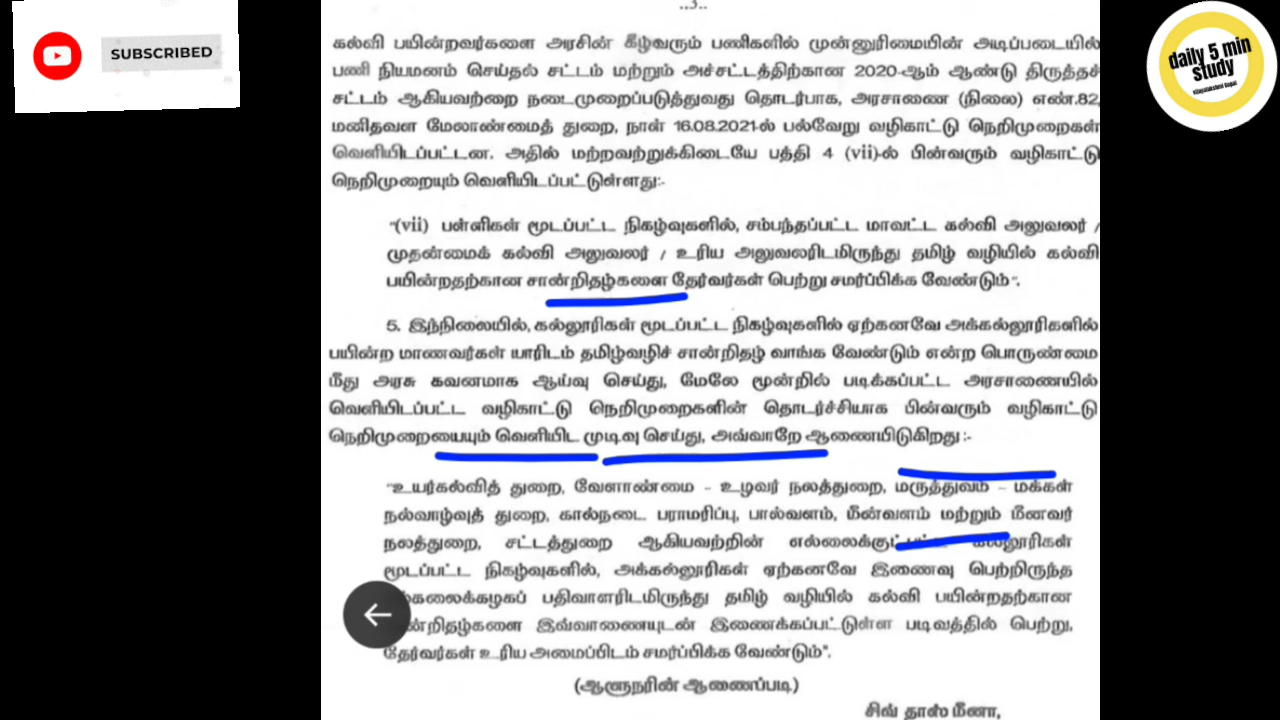 ..3..
SUBSCRIBED
daily 5 min
study
Vijayalakshmi Gopal
கல்வி பயின்றவர்களை அரசின் கீழ்வரும் பணிகளில் முன்னுரிமையின் அடிப்படையில்
பணி நியமனம் செய்தல் சட்டம் மற்றும் அச்சட்டத்திற்கான 2020-ஆம் ஆண்டு திருத்தச்
சட்டம் ஆகியவற்றை நடைமுறைப்படுத்துவது தொடர்பாக, அரசாணை (நிலை) எண்.82,
மனிதவள மேலாண்மைத் துறை, நாள் 16.08.2021-ல் பல்வேறு வழிகாட்டு நெறிமுறைகள்
வெளியிடப்பட்டன. அதில் மற்றவற்றுக்கிடையே பத்தி 4 (vii)-ல் பின்வரும் வழிகாட்டு
நெறிமுறையும் வெளியிடப்பட்டுள்ளது:-
"(vii) பள்ளிகள் மூடப்பட்ட நிகழ்வுகளில், சம்பந்தப்பட்ட மாவட்ட கல்வி அலுவலர் /
முதன்மைக் கல்வி அலுவலர் / உரிய அலுவலரிடமிருந்து தமிழ் வழியில் கல்வி
பயின்றதற்கான சான்றிதழ்களை தேர்வர்கள் பெற்று சமர்ப்பிக்க வேண்டும்".
5. இந்நிலையில், கல்லூரிகள் மூடப்பட்ட நிகழ்வுகளில் ஏற்கனவே அக்கல்லூரிகளில்
பயின்ற மாணவர்கள் யாரிடம் தமிழ்வழிச் சான்றிதழ் வாங்க வேண்டும் என்ற பொருண்மை
மீது அரசு கவனமாக ஆய்வு செய்து, மேலே மூன்றில் படிக்கப்பட்ட அரசாணையில்
வெளியிடப்பட்ட வழிகாட்டு நெறிமுறைகளின் தொடர்ச்சியாக பின்வரும் வழிகாட்டு
நெறிமுறையையும் வெளியிட முடிவு செய்து, அவ்வாறே ஆணையிடுகிறது:-
"உயர்கல்வித் துறை, வேளாண்மை - உழவர் நலத்துறை, மருத்துவம் - மக்கள்
நல்வாழ்வுத் துறை, கால்நடை பராமரிப்பு, பால்வளம், மீன்வளம் மற்றும் மீனவர்
நலத்துறை, சட்டத்துறை ஆகியவற்றின் கல்லூரிகள்
மூடப்பட்ட நிகழ்வுகளில், அக்கல்லூரிகள் ஏற்கனவே இணைவு பெற்றிருந்த
பதிவாளரிடமிருந்து தமிழ் வழியில் கல்வி பயின்றதற்கான
இவ்வாணையுடன் இணைக்கப்பட்டுள்ள படிவத்தில் பெற்று,
தேர்வர்கள் உரிய அமைப்பிடம் சமர்ப்பிக்க வேண்டும்".
(ஆளுநரின் ஆணைப்படி)
சிவ் தாஸ் மீனா,